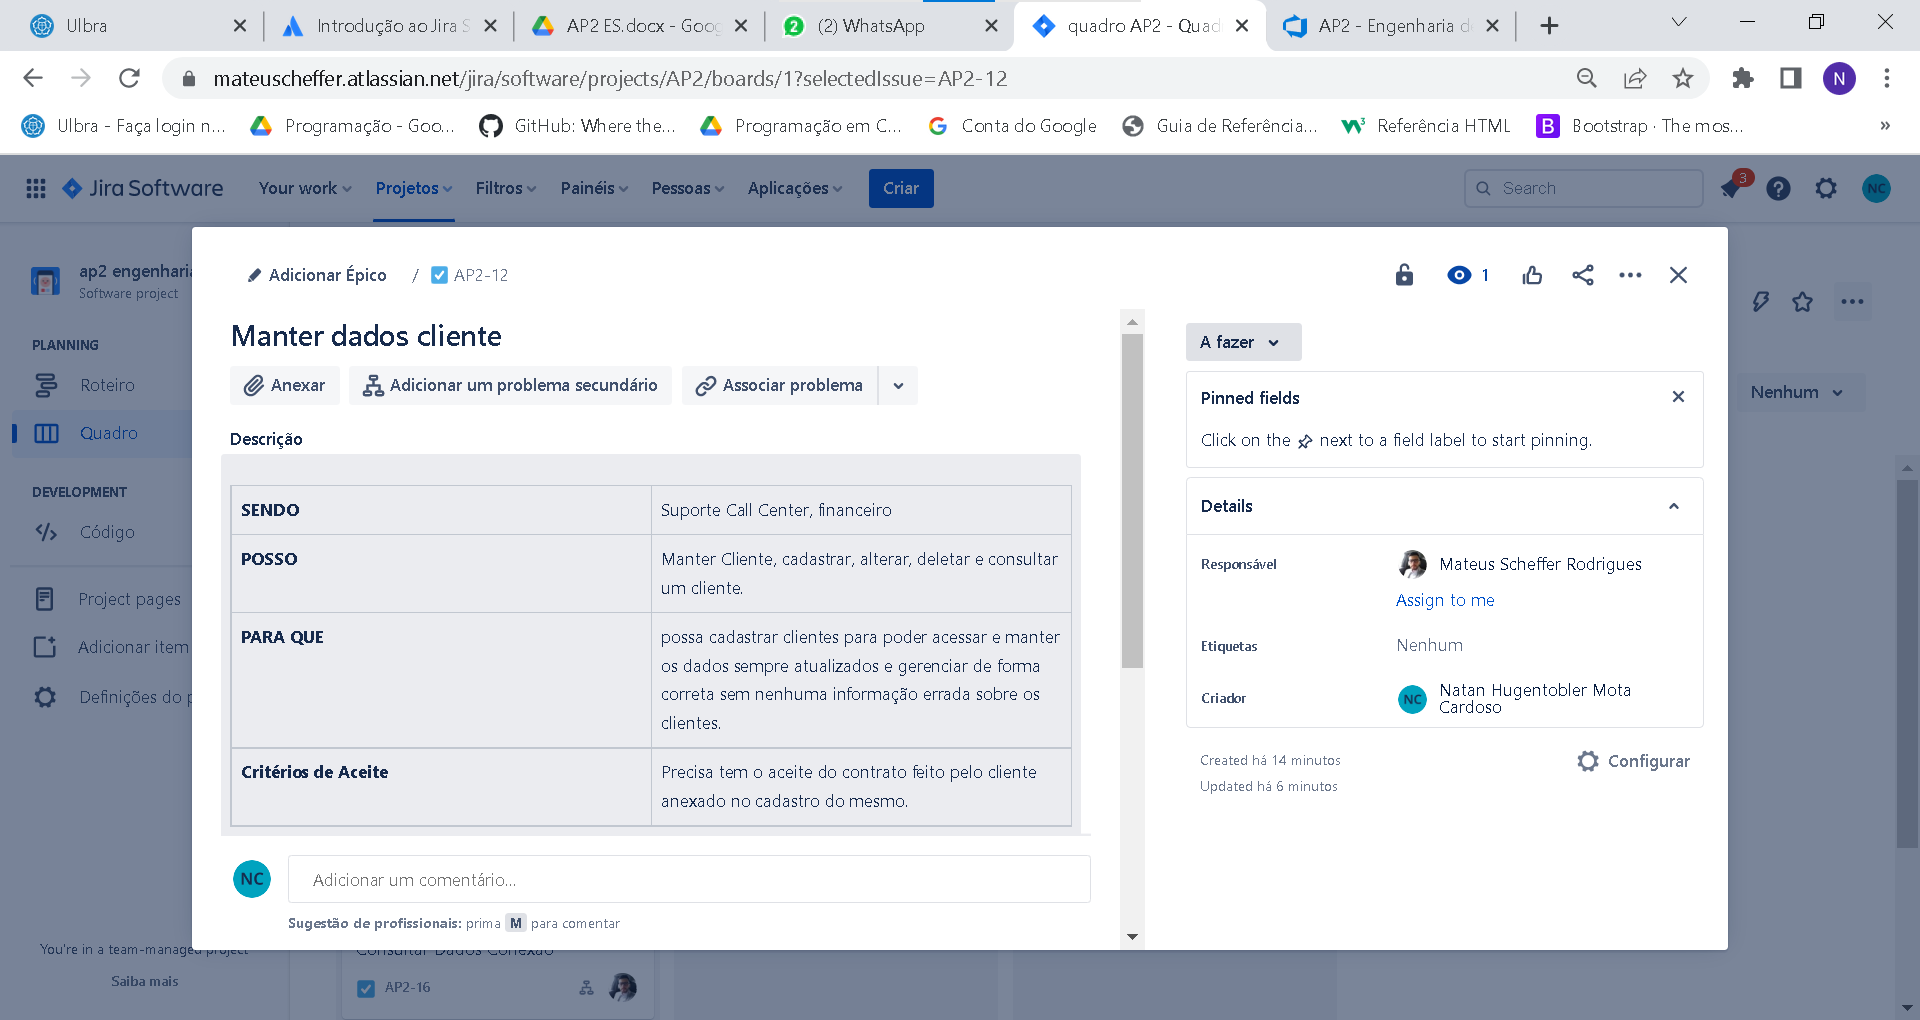 Ulbra
Introdução ao Jira S
AP2 ES.docx - Goog
(2) WhatsApp
quadro AP2 - Quad
AP2 - Engenharia d
mateuscheffer.atlassian.net/jira/software/projects/AP2/boards/1?selectedIssue=AP2-12
N
Ulbra - Faça login n...
Programação - Goo...
GitHub: Where the...
Programação em C...
Conta do Google
Guia de Referência...
Referência HTML
Bootstrap · The mos...
»
Jira Software
Your work
Projetos
Filtros
Painéis
Pessoas
Aplicações
Criar
Search
3
NC
ap2 engenharia
Software project
PLANNING
Roteiro
Quadro
DEVELOPMENT
Código
Project pages
Adicionar item
Definições do p
You're in a team-managed project
Saiba mais
Adicionar Épico / AP2-12
1
Manter dados cliente
Anexar
Adicionar um problema secundário
Associar problema
Descrição
SENDO
Suporte Call Center, financeiro
POSSO
Manter Cliente, cadastrar, alterar, deletar e consultar
um cliente.
PARA QUE
possa cadastrar clientes para poder acessar e manter
os dados sempre atualizados e gerenciar de forma
correta sem nenhuma informação errada sobre os
clientes.
Critérios de Aceite
Precisa tem o aceite do contrato feito pelo cliente
anexado no cadastro do mesmo.
NC
Adicionar um comentário...
Sugestão de profissionais: prima M para comentar
A fazer
Pinned fields
Click on the next to a field label to start pinning.
Details
Responsável
Mateus Scheffer Rodrigues
Assign to me
Etiquetas
Nenhum
Criador
NC
Natan Hugentobler Mota
Cardoso
Created há 14 minutos
Updated há 6 minutos
Configurar
Nenhum
Consultar Dados Conexão
AP2-16